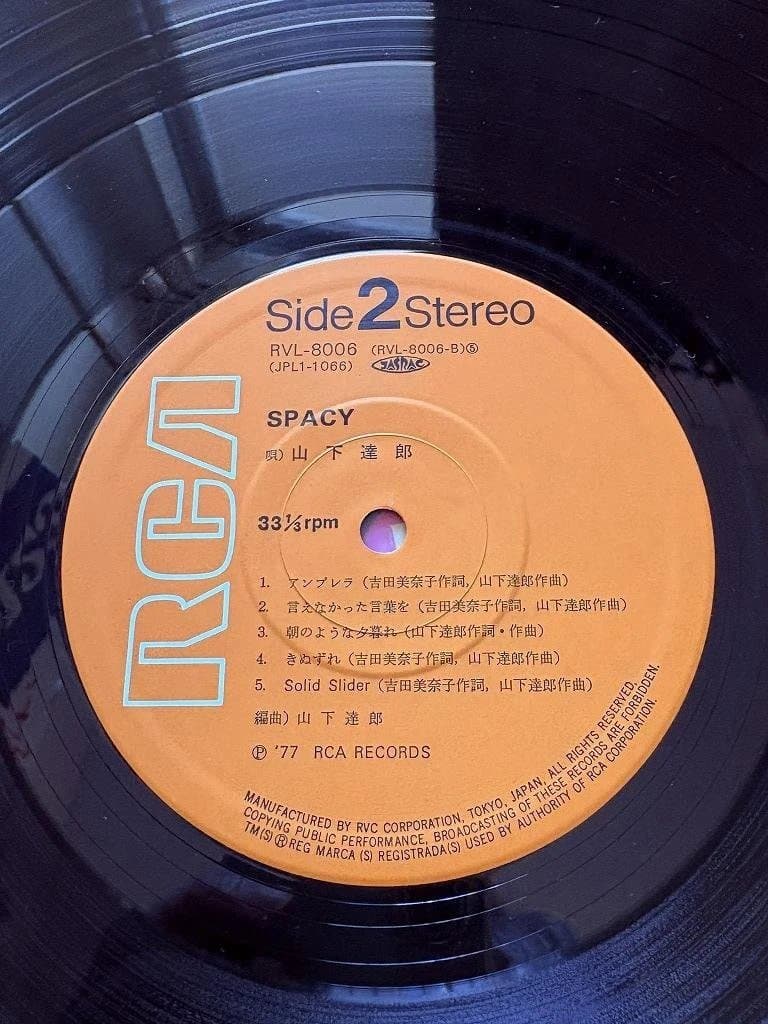 Side 2 Stereo
RVL-8006 (RVL-8006-B)⑤
(JPL1-1066) JASRAC
SPACY
唄) 山下達郎
33 1/3 rpm
1. アンブレラ (吉田美奈子作詞, 山下達郎作曲)
2. 言えなかった言葉を (吉田美奈子作詞, 山下達郎作曲)
3. 朝のような夕暮れ (山下達郎作詞・作曲)
4. きぬずれ (吉田美奈子作詞, 山下達郎作曲)
5. Solid Slider (吉田美奈子作詞, 山下達郎作曲)
編曲) 山下達郎
Ⓟ '77 RCA RECORDS
MANUFACTURED BY RVC CORPORATION, TOKYO, JAPAN, ALL RIGHTS RESERVED.
COPYING PUBLIC PERFORMANCE, BROADCASTING OF THESE RECORDS ARE FORBIDDEN.
TM(S) ®REG MARCA (S) REGISTRADA(S) USED BY AUTHORITY OF RCA CORPORATION.
RCA